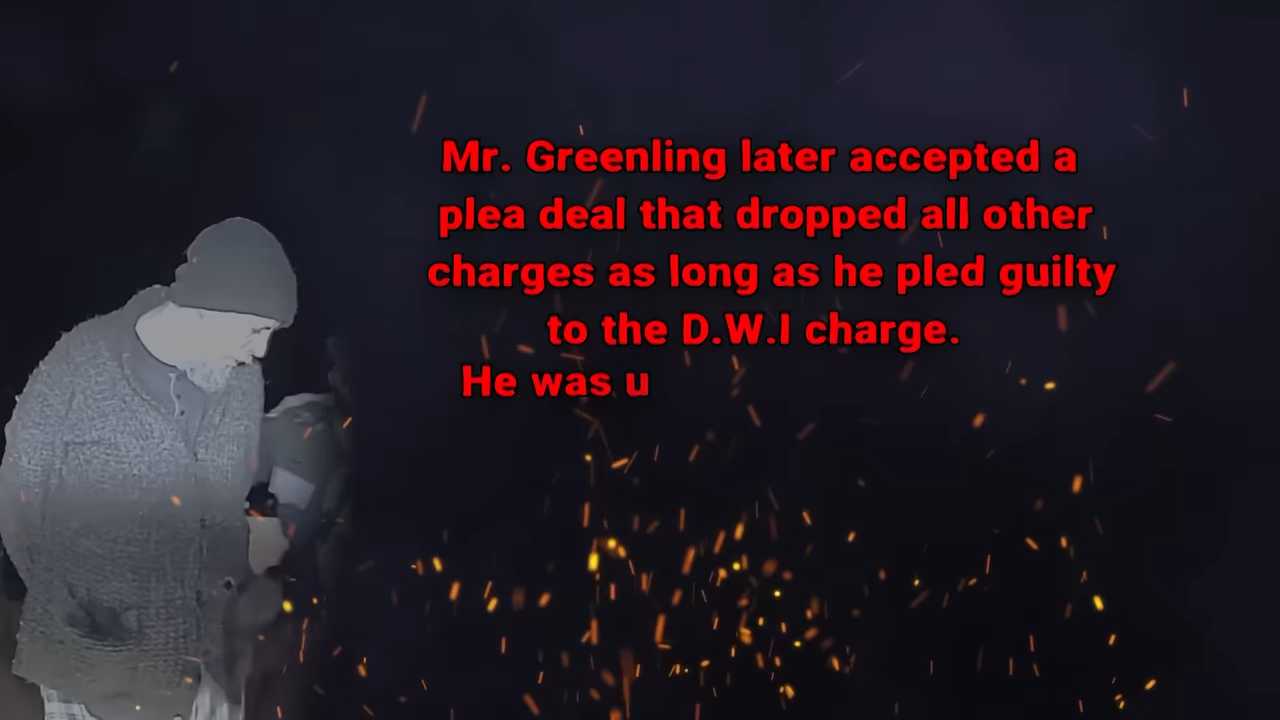 Mr. Greenling later accepted a
plea deal that dropped all other
charges as long as he pled guilty
to the D.W.I charge.
He was u